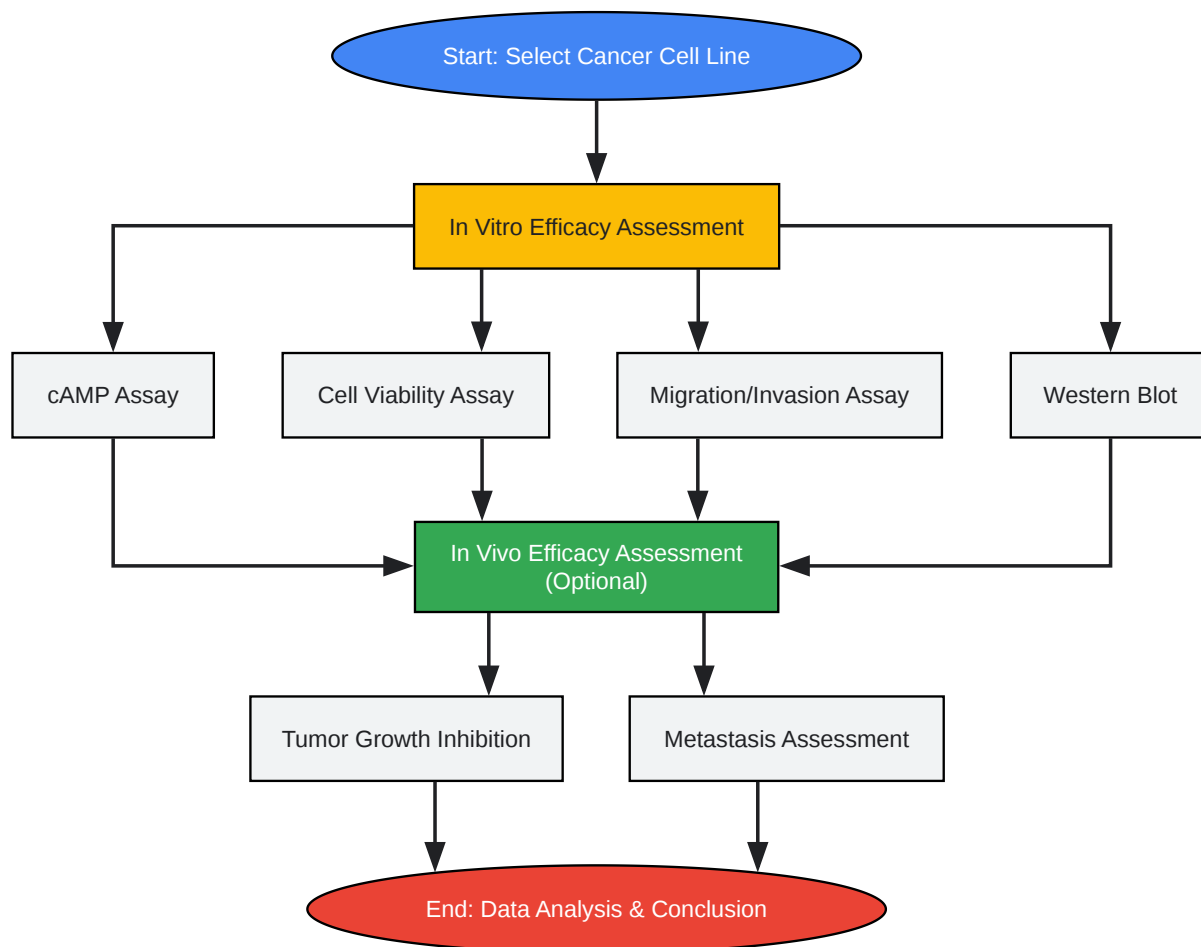 Start: Select Cancer Cell Line
In Vitro Efficacy Assessment
cAMP Assay
Cell Viability Assay
Migration/Invasion Assay
Western Blot
In Vivo Efficacy Assessment
(Optional)
Tumor Growth Inhibition
Metastasis Assessment
End: Data Analysis & Conclusion